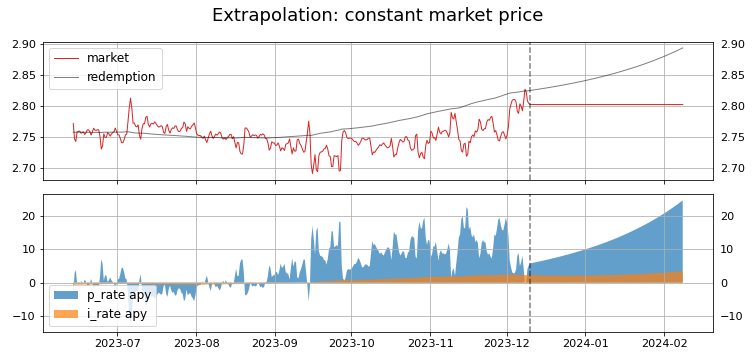 Extrapolation: constant market price
2.90 2.90
market
2.85 2.85
redemption
2.80 2.80
2.75 2.75
2.70 2.70
20 20
10 10
0 0
p_rate apy
i_rate apy
−10 −10
2023-07 2023-08 2023-09 2023-10 2023-11 2023-12 2024-01 2024-02